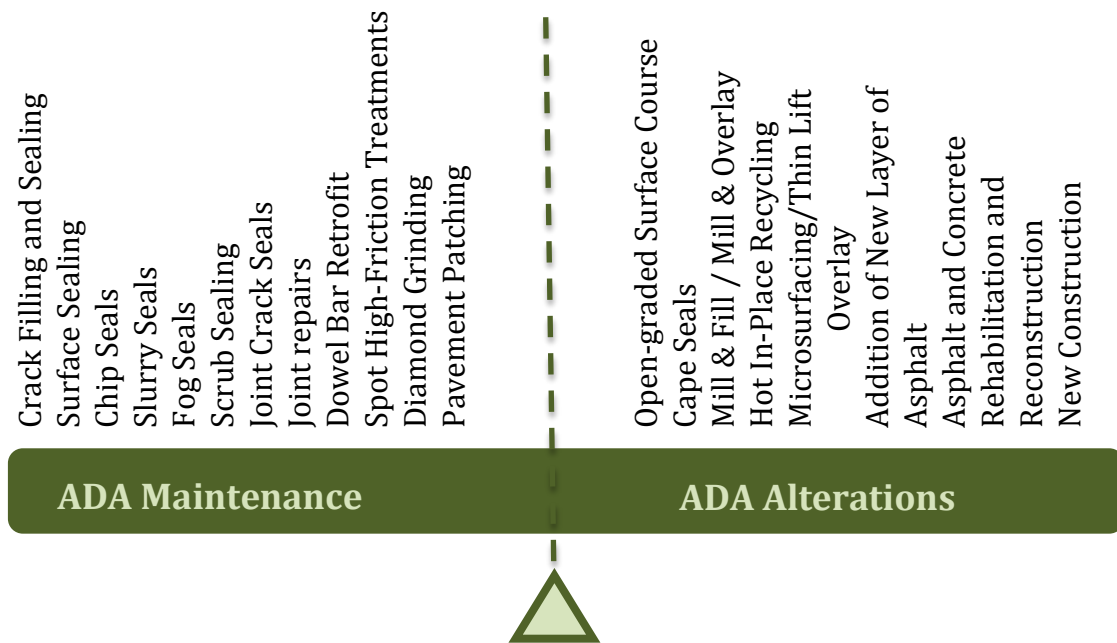 Crack Filling and Sealing
Surface Sealing
Chip Seals
Slurry Seals
Fog Seals
Scrub Sealing
Joint Crack Seals
Joint repairs
Dowel Bar Retrofit
Spot High-Friction Treatments
Diamond Grinding
Pavement Patching
Open-graded Surface Course
Cape Seals
Mill & Fill / Mill & Overlay
Hot In-Place Recycling
Microsurfacing/Thin Lift
Overlay
Addition of New Layer of
Asphalt
Asphalt and Concrete
Rehabilitation and
Reconstruction
New Construction
ADA Maintenance
ADA Alterations